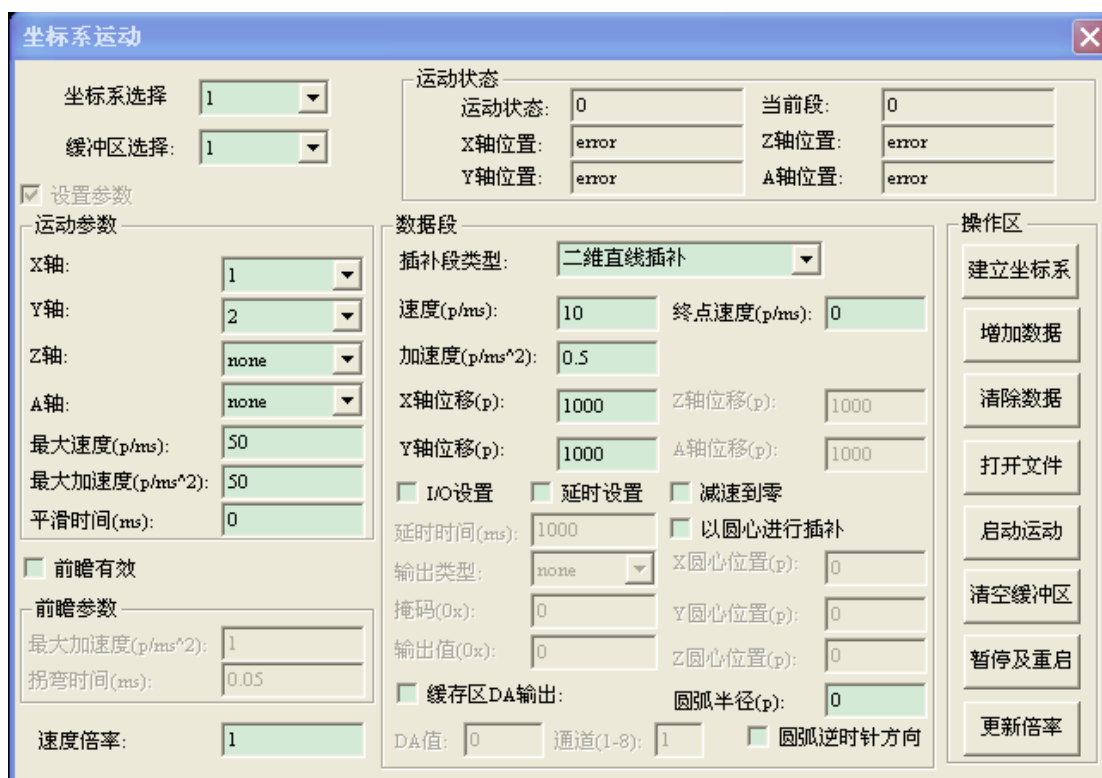 坐标系运动
坐标系选择 1
缓冲区选择: 1
设置参数
运动状态
运动状态: 0 当前段: 0
X轴位置: error Z轴位置: error
Y轴位置: error A轴位置: error
运动参数
X轴: 1
Y轴: 2
Z轴: none
A轴: none
最大速度(p/ms): 50
最大加速度(p/ms^2): 50
平滑时间(ms): 0
前瞻有效
前瞻参数
最大加速度(p/ms^2): 1
拐弯时间(ms): 0.05
速度倍率: 1
数据段
插补段类型: 二维直线插补
速度(p/ms): 10 终点速度(p/ms): 0
加速度(p/ms^2): 0.5
X轴位移(p): 1000 Z轴位移(p): 1000
Y轴位移(p): 1000 A轴位移(p): 1000
I/O设置 延时设置 减速到零
延时时间(ms): 1000 以圆心进行插补
输出类型: none X圆心位置(p): 0
掩码(0x): 0 Y圆心位置(p): 0
输出值(0x): 0 Z圆心位置(p): 0
缓存区DA输出: 圆弧半径(p): 0
DA值: 0 通道(1-8): 1 圆弧逆时针方向
操作区
建立坐标系
增加数据
清除数据
打开文件
启动运动
清空缓冲区
暂停及重启
更新倍率